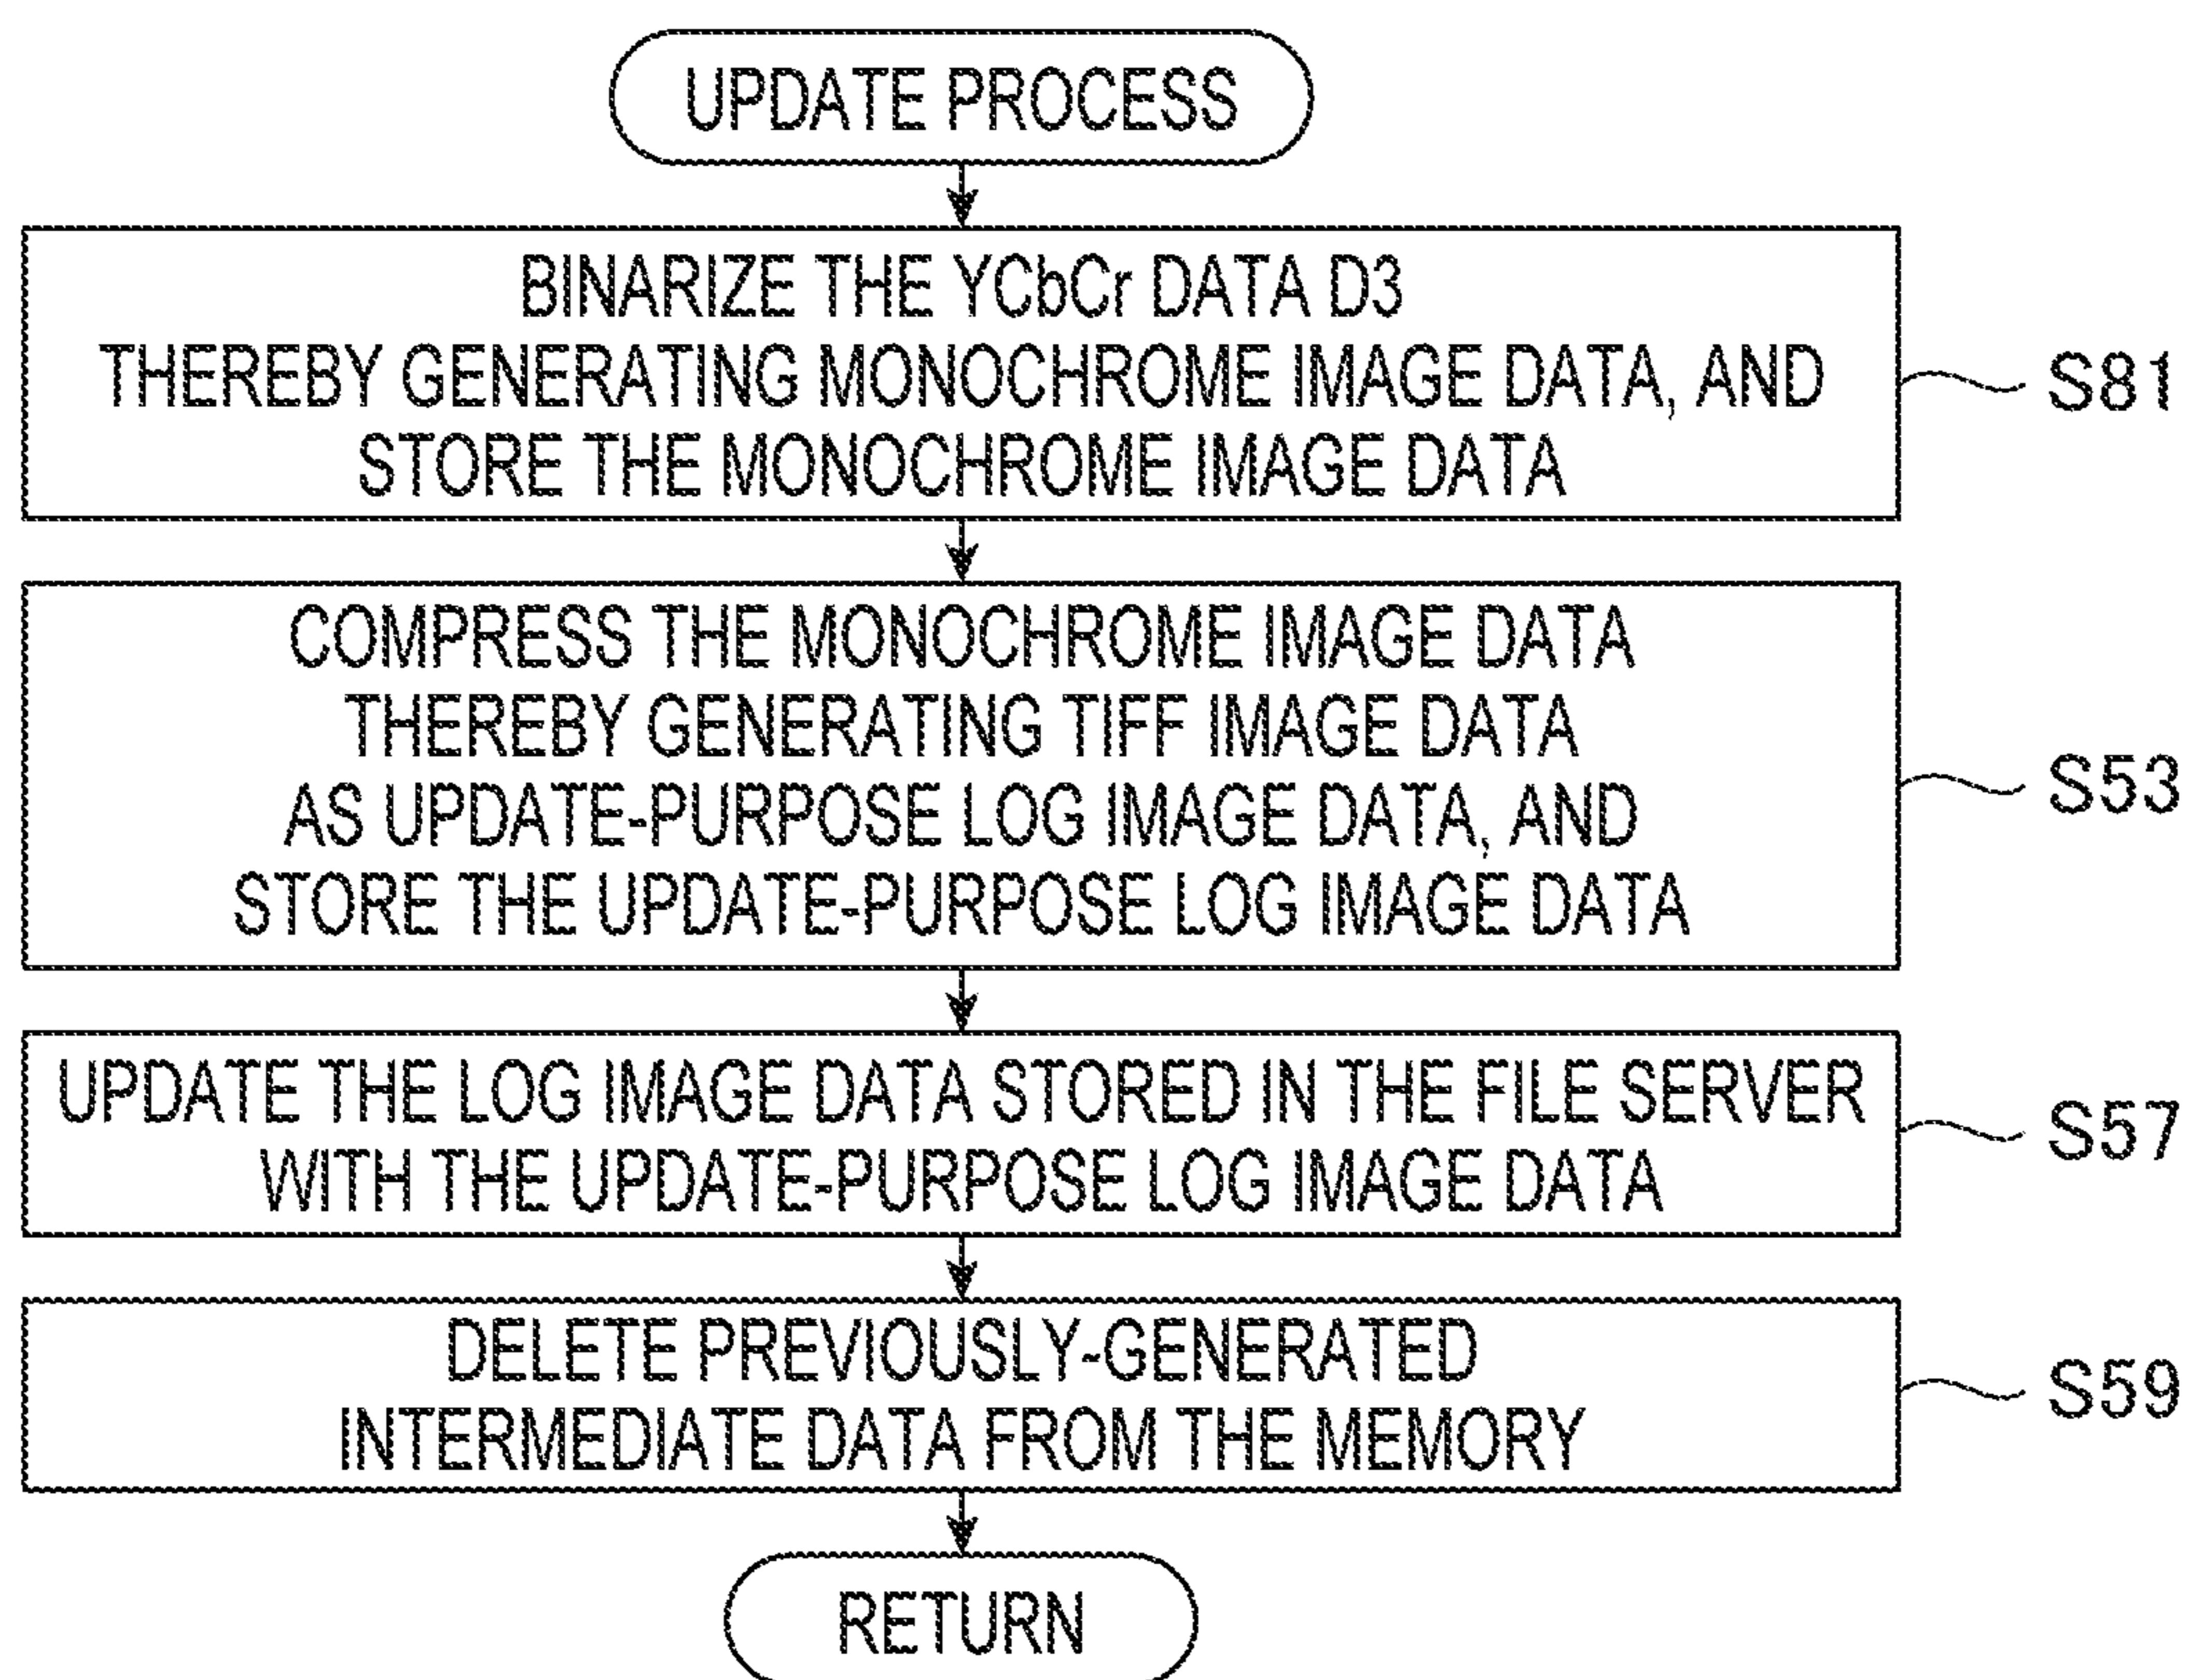 UPDATE PROCESS
BINARIZE THE YCbCr DATA D3
THEREBY GENERATING MONOCHROME IMAGE DATA, AND
STORE THE MONOCHROME IMAGE DATA
S81
COMPRESS THE MONOCHROME IMAGE DATA
THEREBY GENERATING TIFF IMAGE DATA
AS UPDATE-PURPOSE LOG IMAGE DATA, AND
STORE THE UPDATE-PURPOSE LOG IMAGE DATA
S53
UPDATE THE LOG IMAGE DATA STORED IN THE FILE SERVER
WITH THE UPDATE-PURPOSE LOG IMAGE DATA
S57
DELETE PREVIOUSLY-GENERATED
INTERMEDIATE DATA FROM THE MEMORY
S59
RETURN